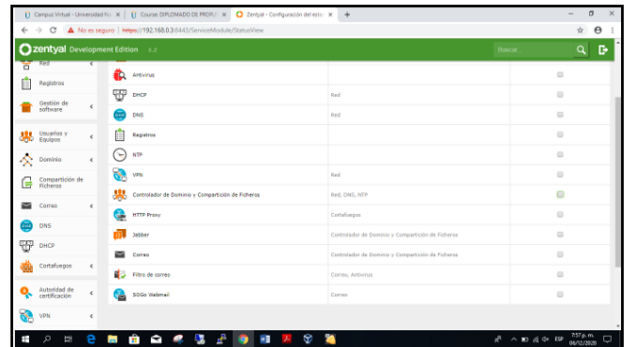 Campus Virtual - Universidad Na
Course: DIPLOMADO DE PROFU
Zentyal - Configuración del esta
No es seguro | https://192.168.0.3:8443/ServiceModule/StatusView
zentyal Development Edition
Buscar...
Red
Registros
Gestión de software
Usuarios y Equipos
Dominio
Compartición de Ficheros
Correo
DNS
DHCP
Cortafuegos
Autoridad de certificación
VPN
Antivirus
DHCP Red
DNS Red
Registros
NTP
VPN Red
Controlador de Dominio y Compartición de Ficheros Red, DNS, NTP
HTTP Proxy Cortafuegos
Jabber Controlador de Dominio y Compartición de Ficheros
Correo Controlador de Dominio y Compartición de Ficheros
Filtro de correo Correo, Antivirus
SOGo Webmail Correo
ESP
7:57 p. m.
06/12/2020